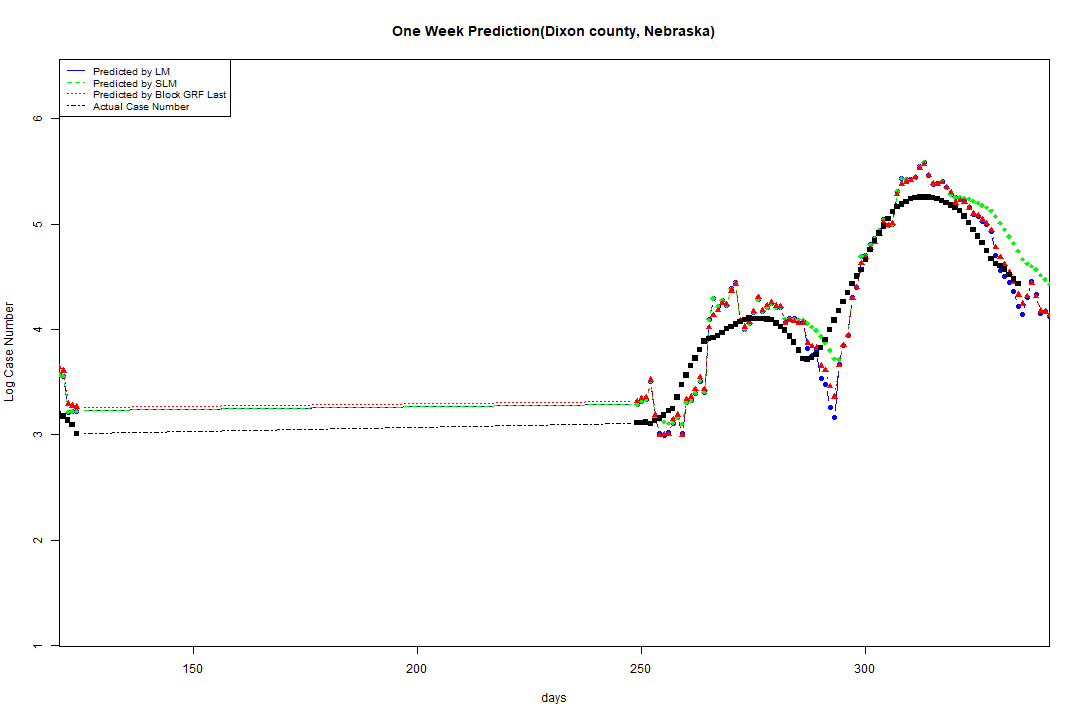 One Week Prediction(Dixon county, Nebraska)
Predicted by LM
Predicted by SLM
Predicted by Block GRF Last
Actual Case Number
Log Case Number
6
5
4
3
2
1
150 200 250 300
days